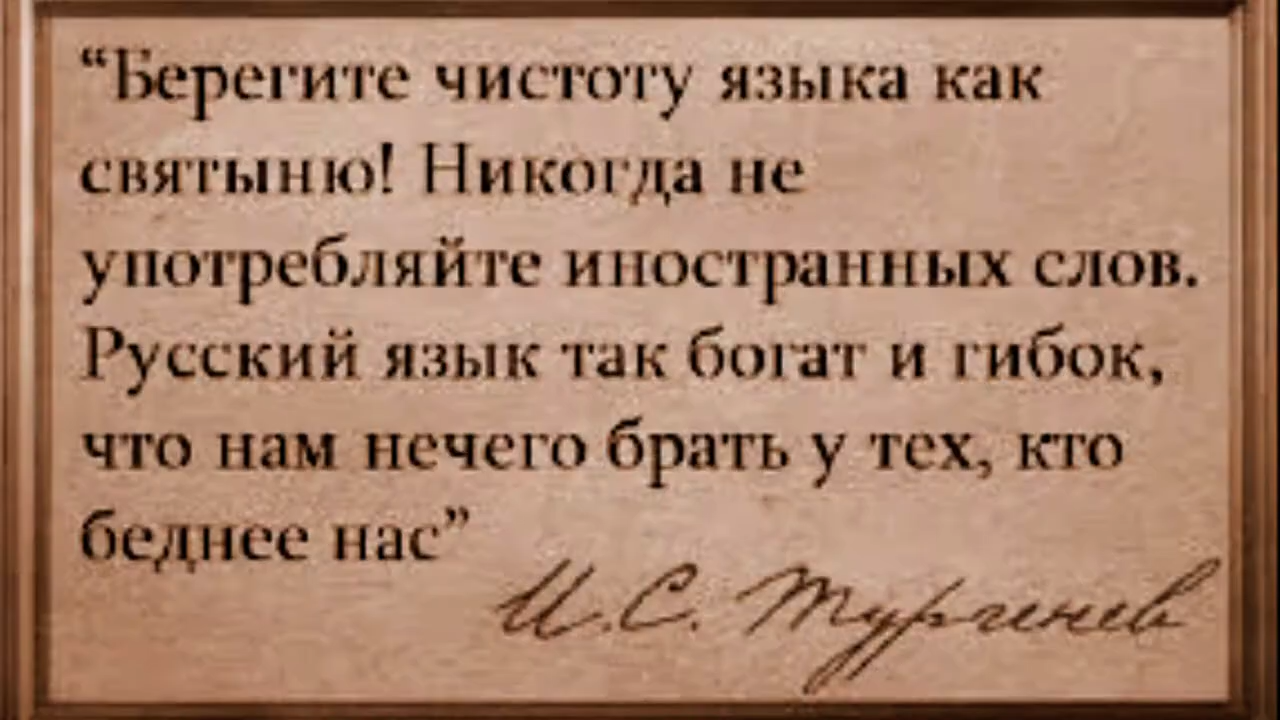 “Берегите чистоту языка как
святыню! Никогда не
употребляйте иностранных слов.
Русский язык так богат и гибок,
что нам нечего брать у тех, кто
беднее нас”
И.С. Тургенев